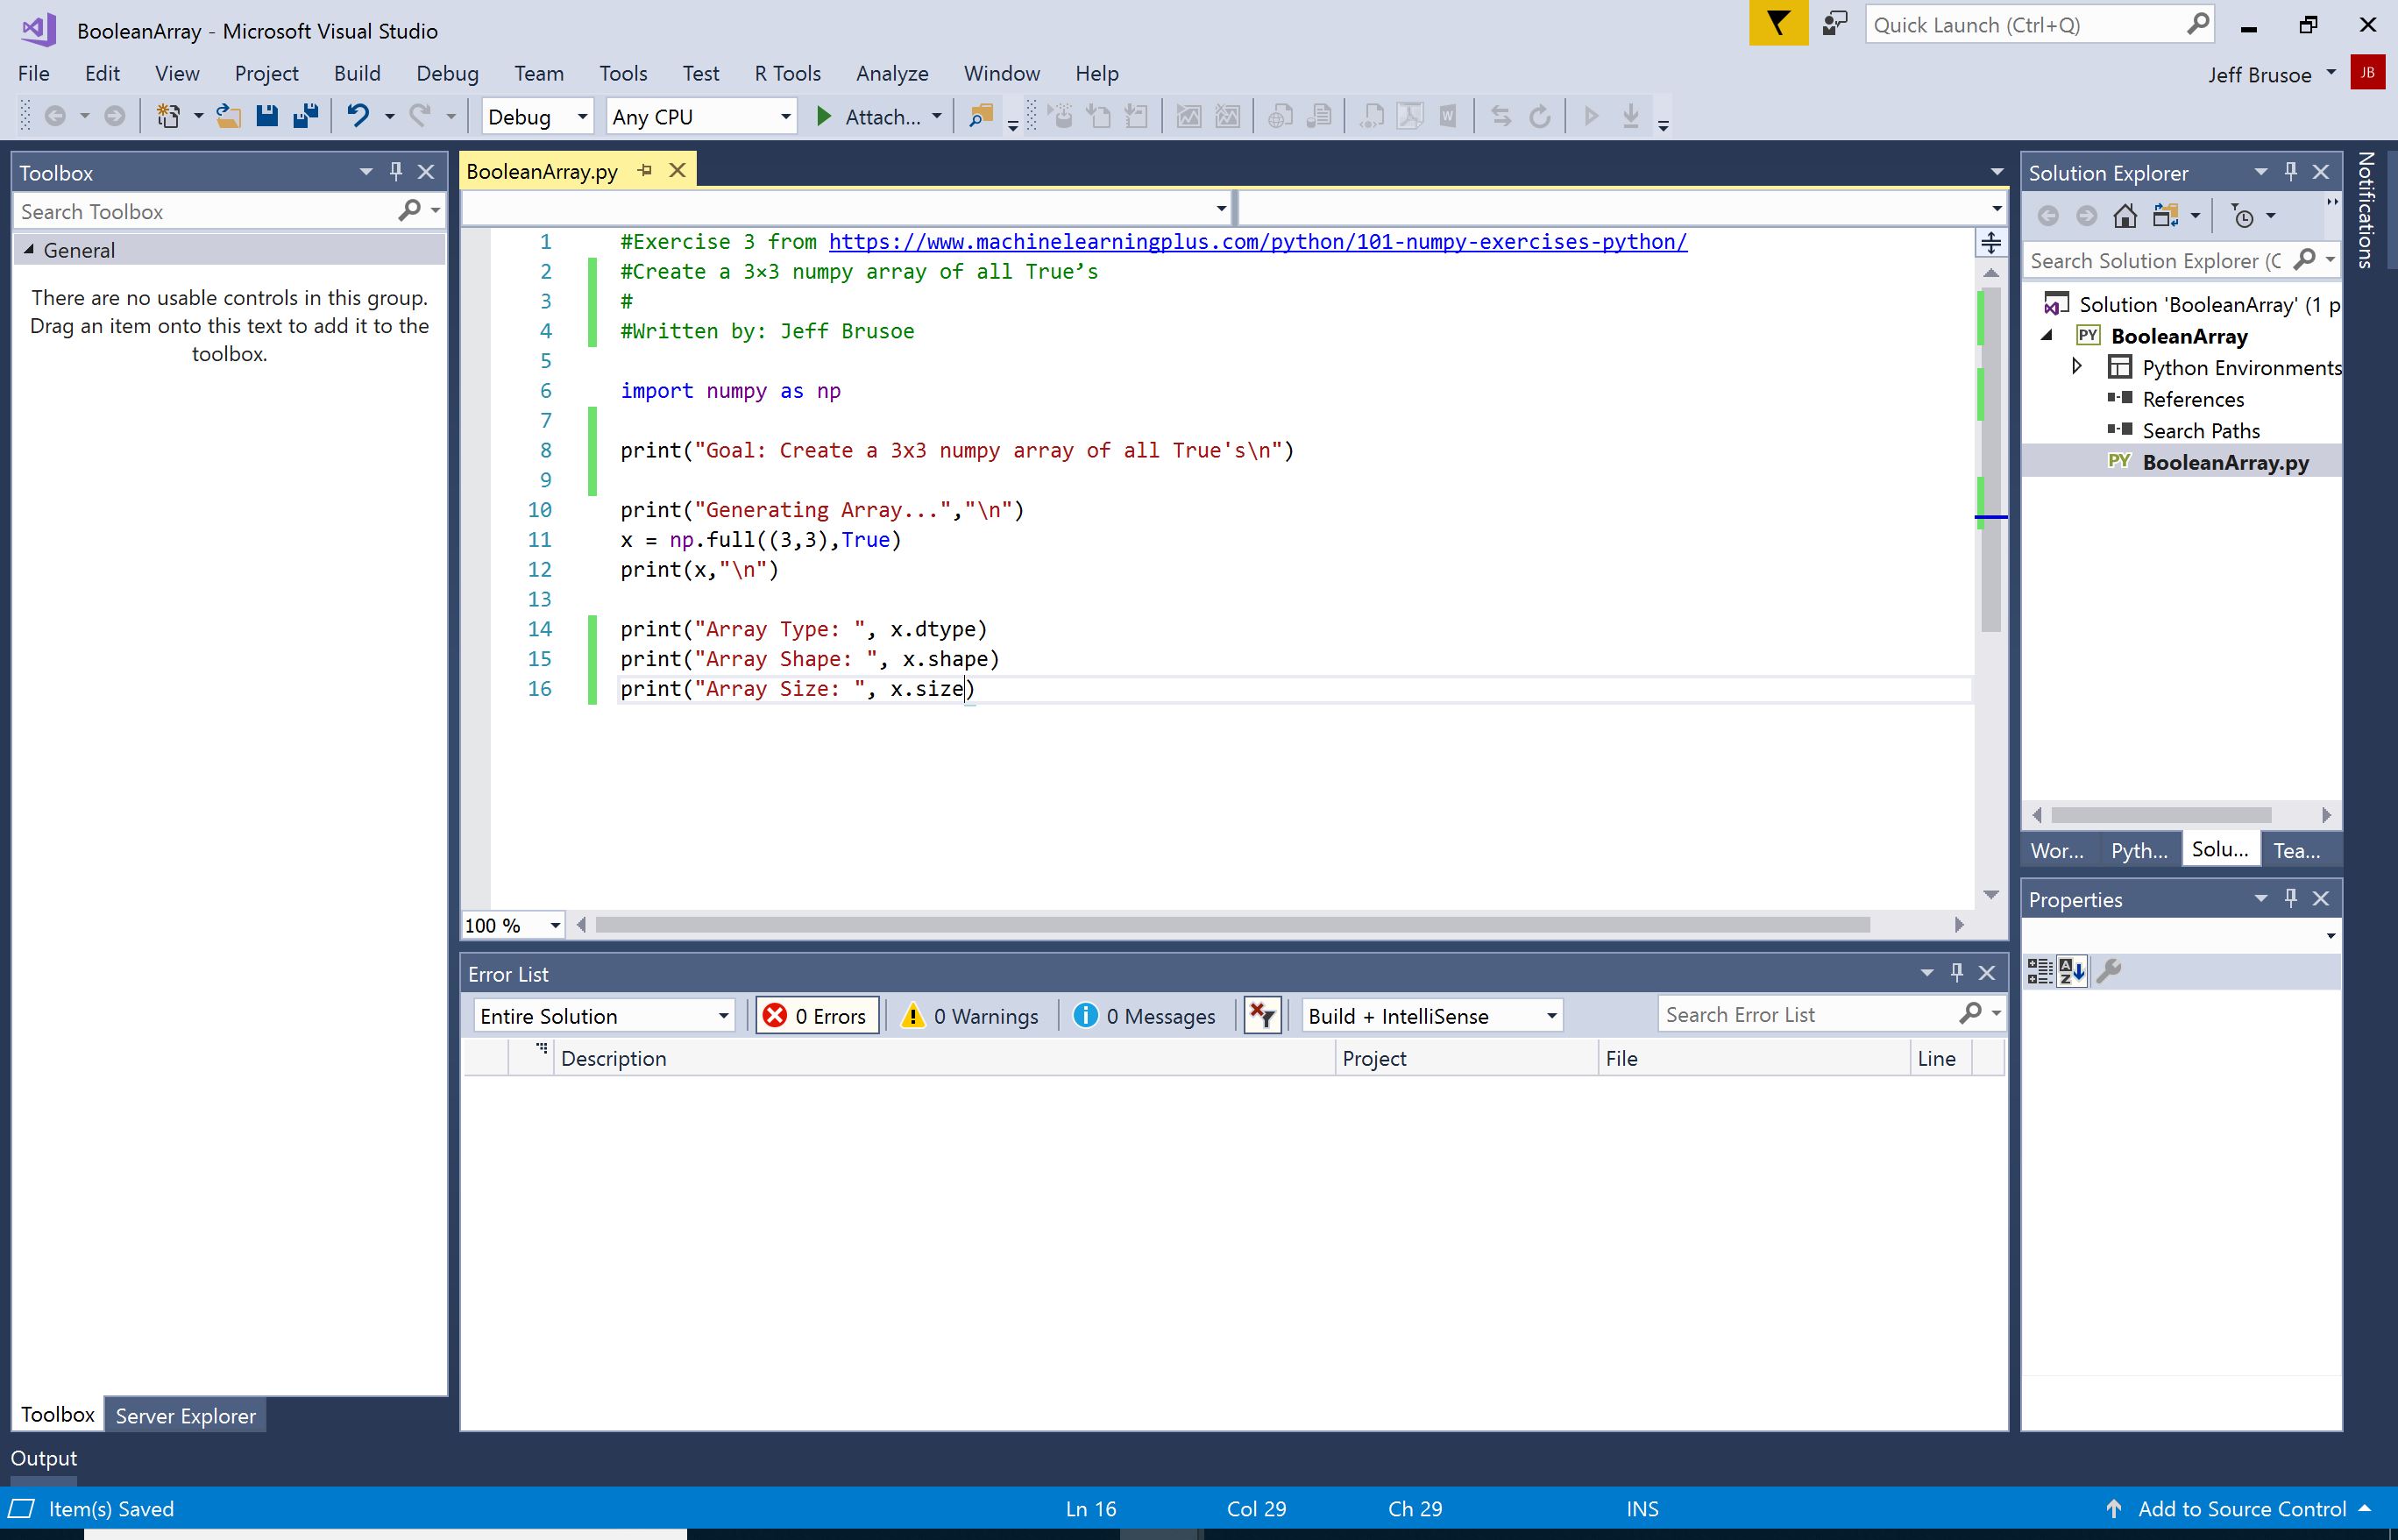 BooleanArray - Microsoft Visual Studio
Quick Launch (Ctrl+Q)
File Edit View Project Build Debug Team Tools Test R Tools Analyze Window Help
Jeff Brusoe JB
Debug Any CPU Attach...
Toolbox
Search Toolbox
General
There are no usable controls in this group.
Drag an item onto this text to add it to the
toolbox.
Toolbox Server Explorer
Output
BooleanArray.py
1 #Exercise 3 from https://www.machinelearningplus.com/python/101-numpy-exercises-python/
2 #Create a 3×3 numpy array of all True’s
3 #
4 #Written by: Jeff Brusoe
5
6 import numpy as np
7
8 print("Goal: Create a 3x3 numpy array of all True's\n")
9
10 print("Generating Array...","\n")
11 x = np.full((3,3),True)
12 print(x,"\n")
13
14 print("Array Type: ", x.dtype)
15 print("Array Shape: ", x.shape)
16 print("Array Size: ", x.size)
100 %
Error List
Entire Solution 0 Errors 0 Warnings 0 Messages Build + IntelliSense Search Error List
Description Project File Line
Solution Explorer
Search Solution Explorer (C
Solution 'BooleanArray' (1 p
PY BooleanArray
Python Environments
References
Search Paths
PY BooleanArray.py
Wor... Pyth... Solu... Tea...
Properties
Notifications
Item(s) Saved Ln 16 Col 29 Ch 29 INS Add to Source Control